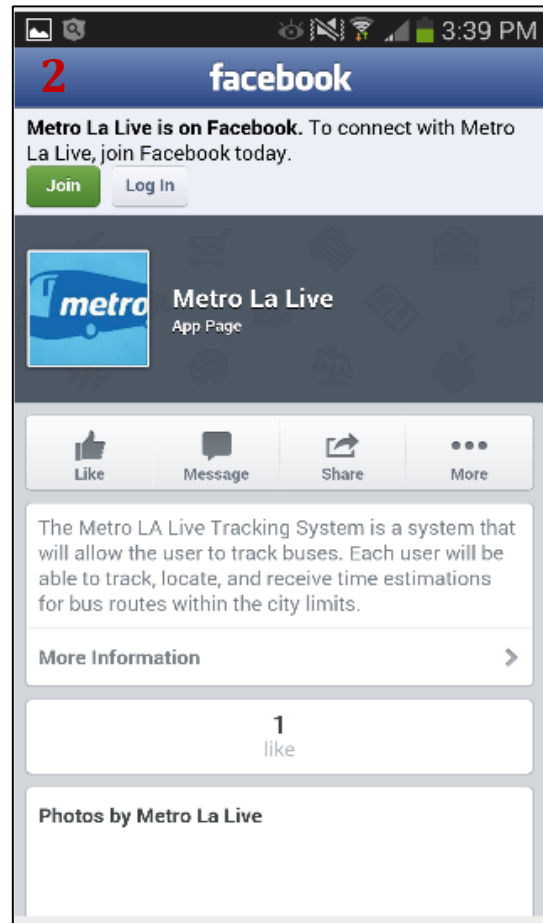 3:39 PM
2
facebook
Metro La Live is on Facebook. To connect with Metro
La Live, join Facebook today.
Join
Log In
metro
Metro La Live
App Page
Like
Message
Share
More
The Metro LA Live Tracking System is a system that
will allow the user to track buses. Each user will be
able to track, locate, and receive time estimations
for bus routes within the city limits.
More Information
1
like
Photos by Metro La Live